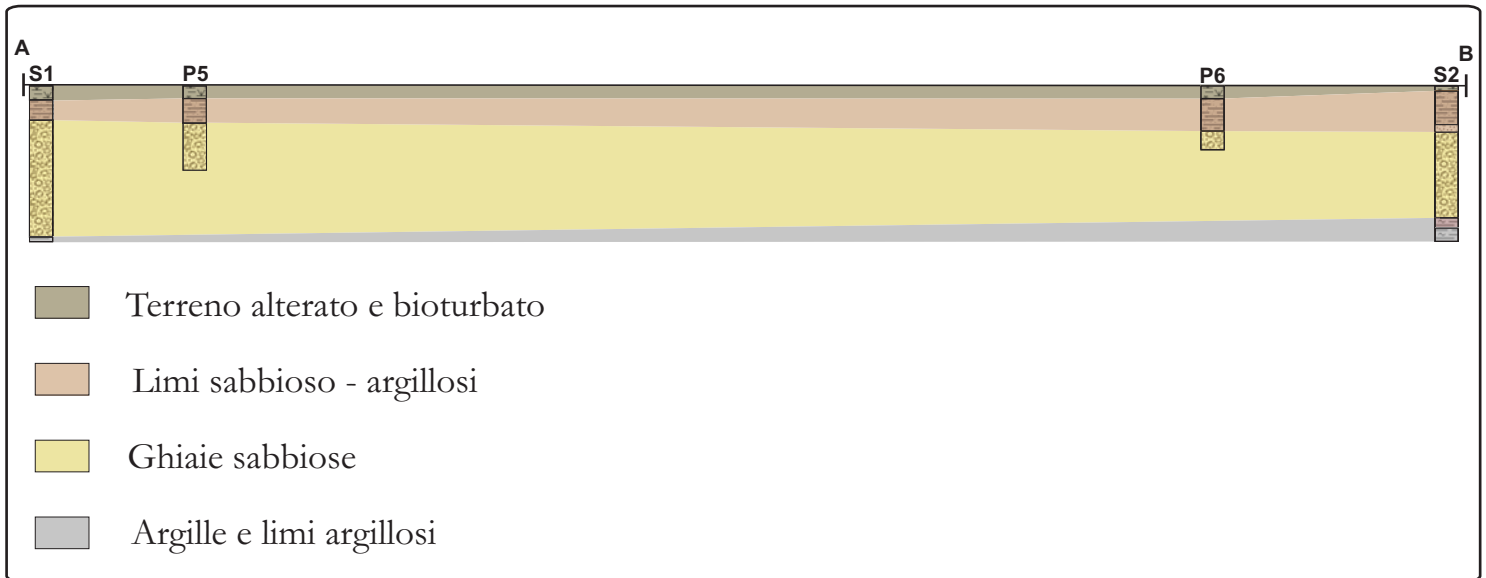 A B
S1 P5 P6 S2
Terreno alterato e bioturbato
Limi sabbioso - argillosi
Ghiaie sabbiose
Argille e limi argillosi